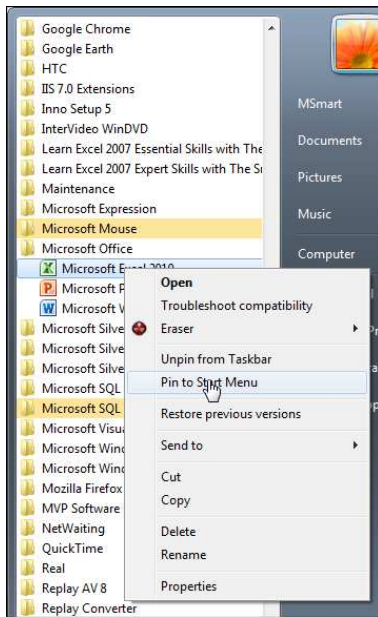 Google Chrome
Google Earth
HTC
IIS 7.0 Extensions
Inno Setup 5
InterVideo WinDVD
Learn Excel 2007 Essential Skills with The
Learn Excel 2007 Expert Skills with The S
Maintenance
Microsoft Expression
Microsoft Mouse
Microsoft Office
Microsoft Excel 2010
Microsoft P
Microsoft W
Microsoft Silve
Microsoft Silve
Microsoft Silve
Microsoft SQL
Microsoft SQL
Microsoft Visua
Microsoft Wind
Microsoft Wind
Mozilla Firefox
MVP Software
NetWaiting
QuickTime
Real
Replay AV 8
Replay Converter
Open
Troubleshoot compatibility
Eraser
Unpin from Taskbar
Pin to Start Menu
Restore previous versions
Send to
Cut
Copy
Delete
Rename
Properties
MSmart
Documents
Pictures
Music
Computer